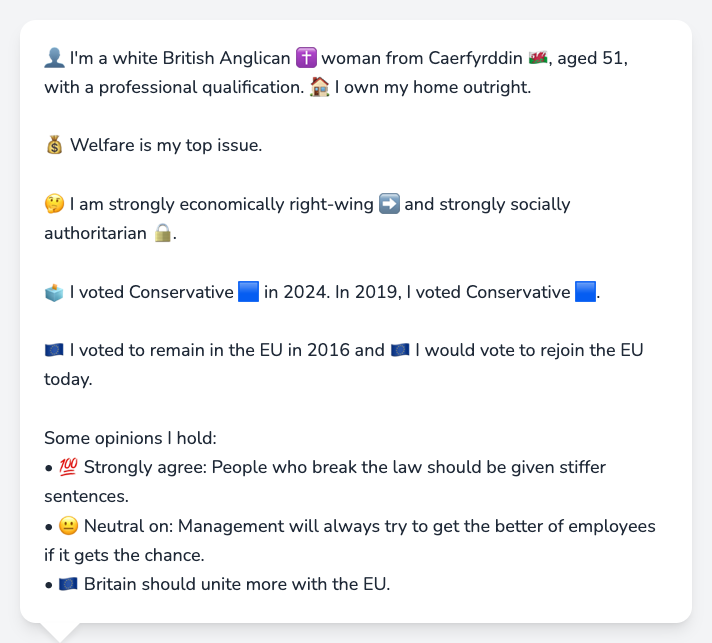 👤 I'm a white British Anglican ✝️ woman from Caerfyrddin 🏴󠁧󠁢󠁷󠁬󠁳󠁿, aged 51,
with a professional qualification. 🏠 I own my home outright.
💰 Welfare is my top issue.
🤔 I am strongly economically right-wing ➡️ and strongly socially
authoritarian 🔒.
🗳️ I voted Conservative 🟦 in 2024. In 2019, I voted Conservative 🟦.
🇪🇺 I voted to remain in the EU in 2016 and 🇪🇺 I would vote to rejoin the EU
today.
Some opinions I hold:
• 💯 Strongly agree: People who break the law should be given stiffer
sentences.
• 😐 Neutral on: Management will always try to get the better of employees
if it gets the chance.
• 🇪🇺 Britain should unite more with the EU.